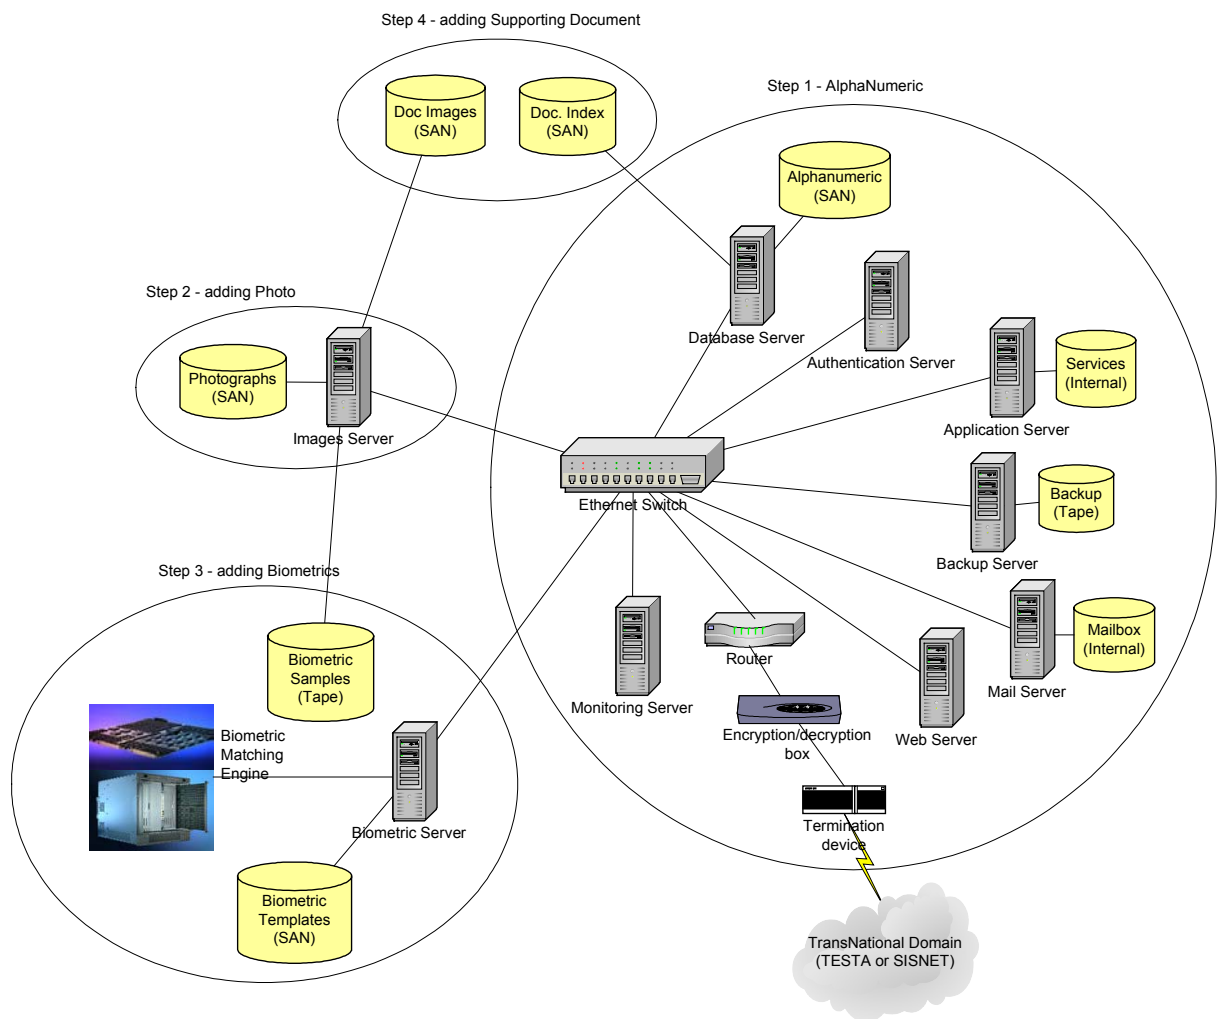 Step 4 - adding Supporting Document
Doc Images
(SAN)
Doc. Index
(SAN)
Step 1 - AlphaNumeric
Alphanumeric
(SAN)
Database Server
Authentication Server
Services
(Internal)
Application Server
Step 2 - adding Photo
Photographs
(SAN)
Images Server
Ethernet Switch
Backup
(Tape)
Backup Server
Mailbox
(Internal)
Mail Server
Step 3 - adding Biometrics
Biometric
Samples
(Tape)
Biometric
Matching
Engine
Biometric Server
Biometric
Templates
(SAN)
Monitoring Server
Router
Encryption/decryption
box
Web Server
Termination
device
TransNational Domain
(TESTA or SISNET)